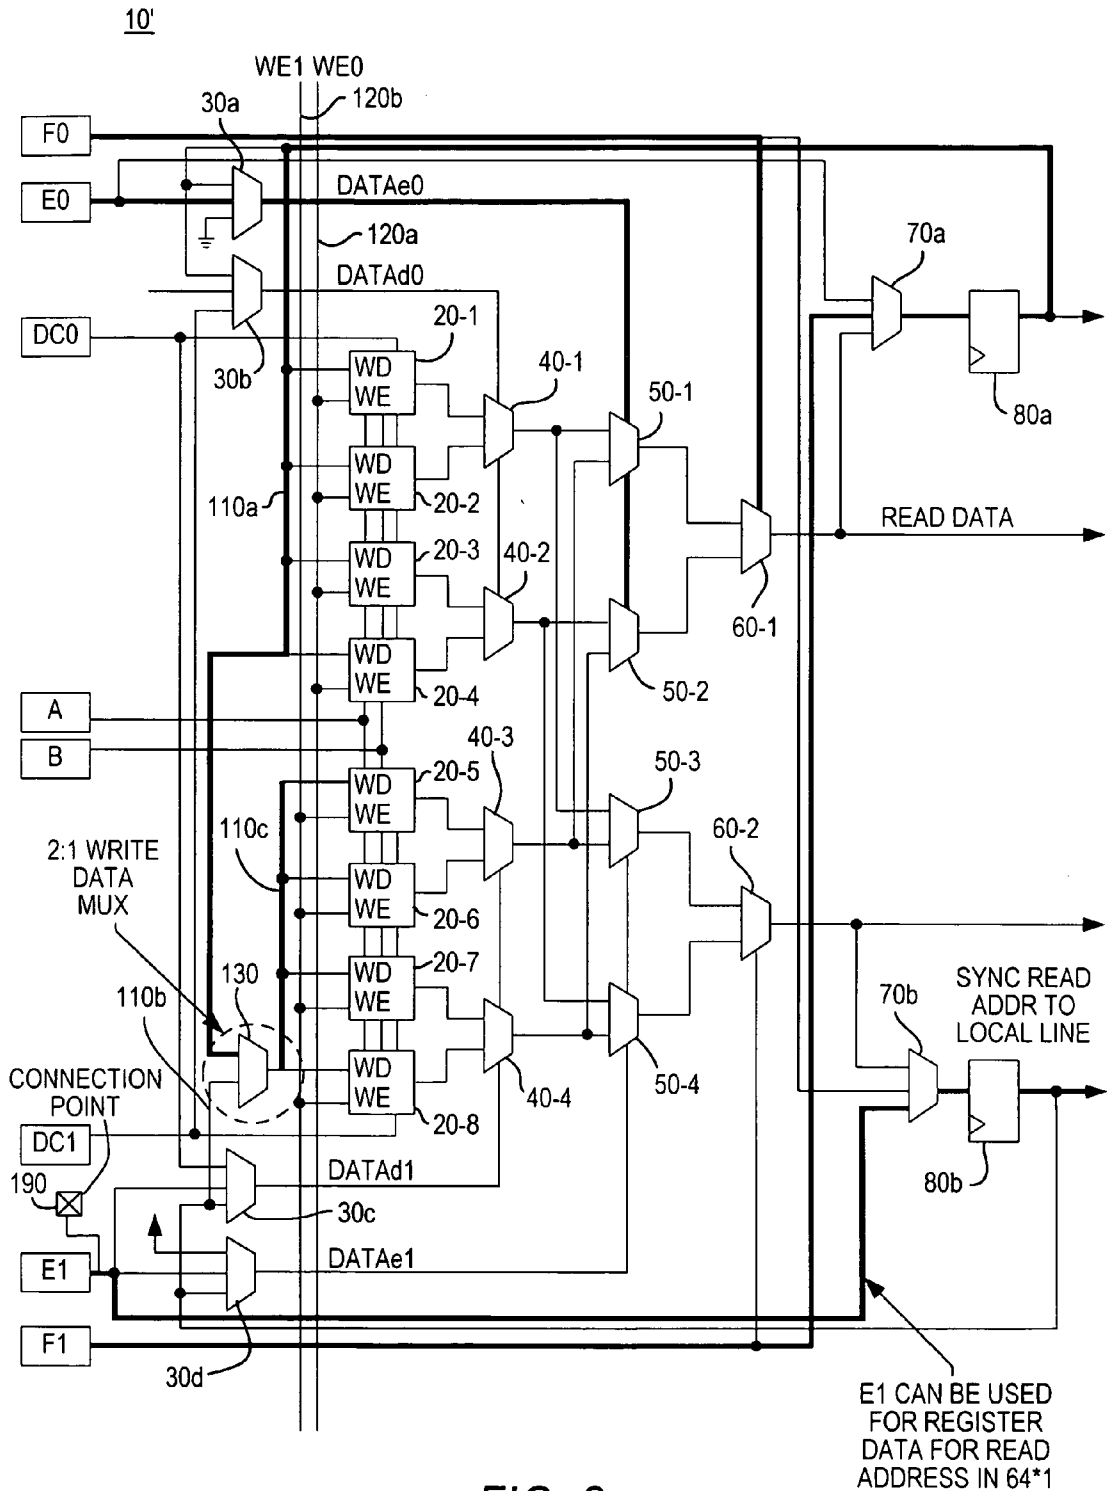 10'
WE1 WE0
120b
30a
F0
E0
DATAe0
120a
70a
DATAd0
DC0
20-1
30b
WD
WE
40-1
50-1
80a
WD
WE
110a
20-2
READ DATA
20-3
WD
WE
40-2
60-1
WD
WE
20-4
50-2
A
B
40-3
20-5
WD
WE
50-3
110c
60-2
2:1 WRITE
DATA
MUX
WD
WE
20-6
20-7
WD
WE
130
110b
70b
SYNC READ
ADDR TO
LOCAL LINE
WD
WE
40-4
50-4
CONNECTION
POINT
20-8
DC1
DATAd1
190
30c
80b
E1
DATAe1
F1
30d
E1 CAN BE USED
FOR REGISTER
DATA FOR READ
ADDRESS IN 64*1